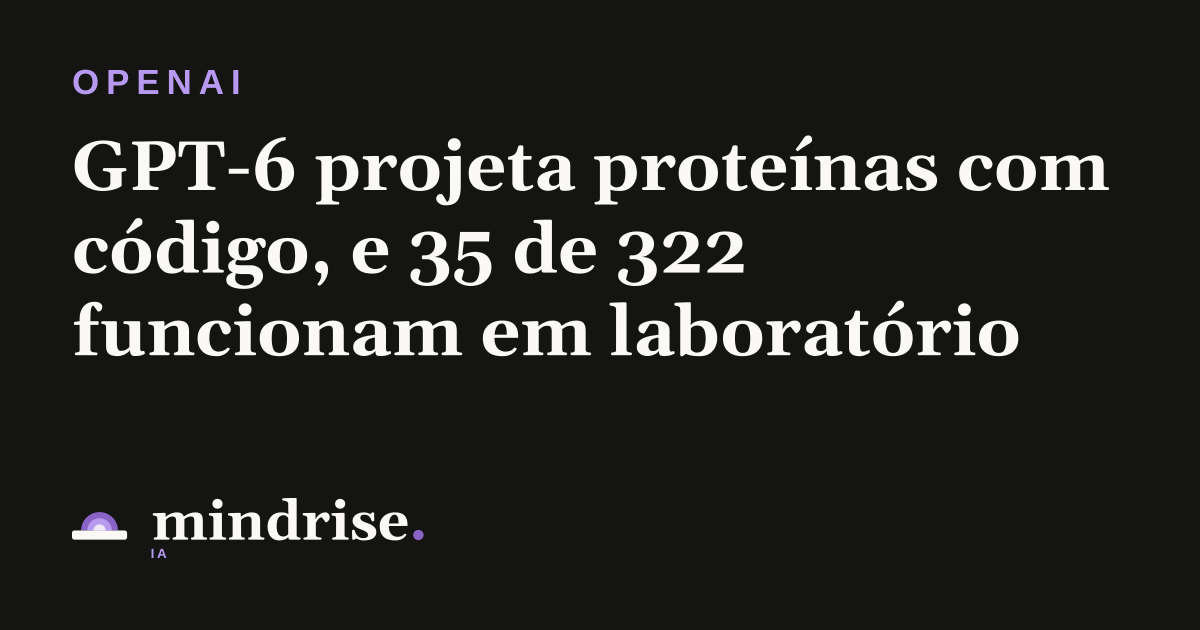 OPENAI
GPT-6 projeta proteínas com
código, e 35 de 322
funcionam em laboratório
mindrise.
IA